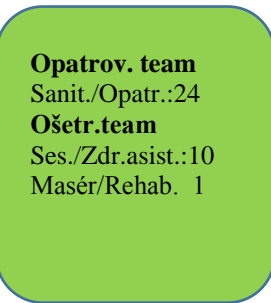 Opatrov. team
Sanit./Opatr.:24
Ošetr.team
Ses./Zdr.asist.:10
Masér/Rehab.  1